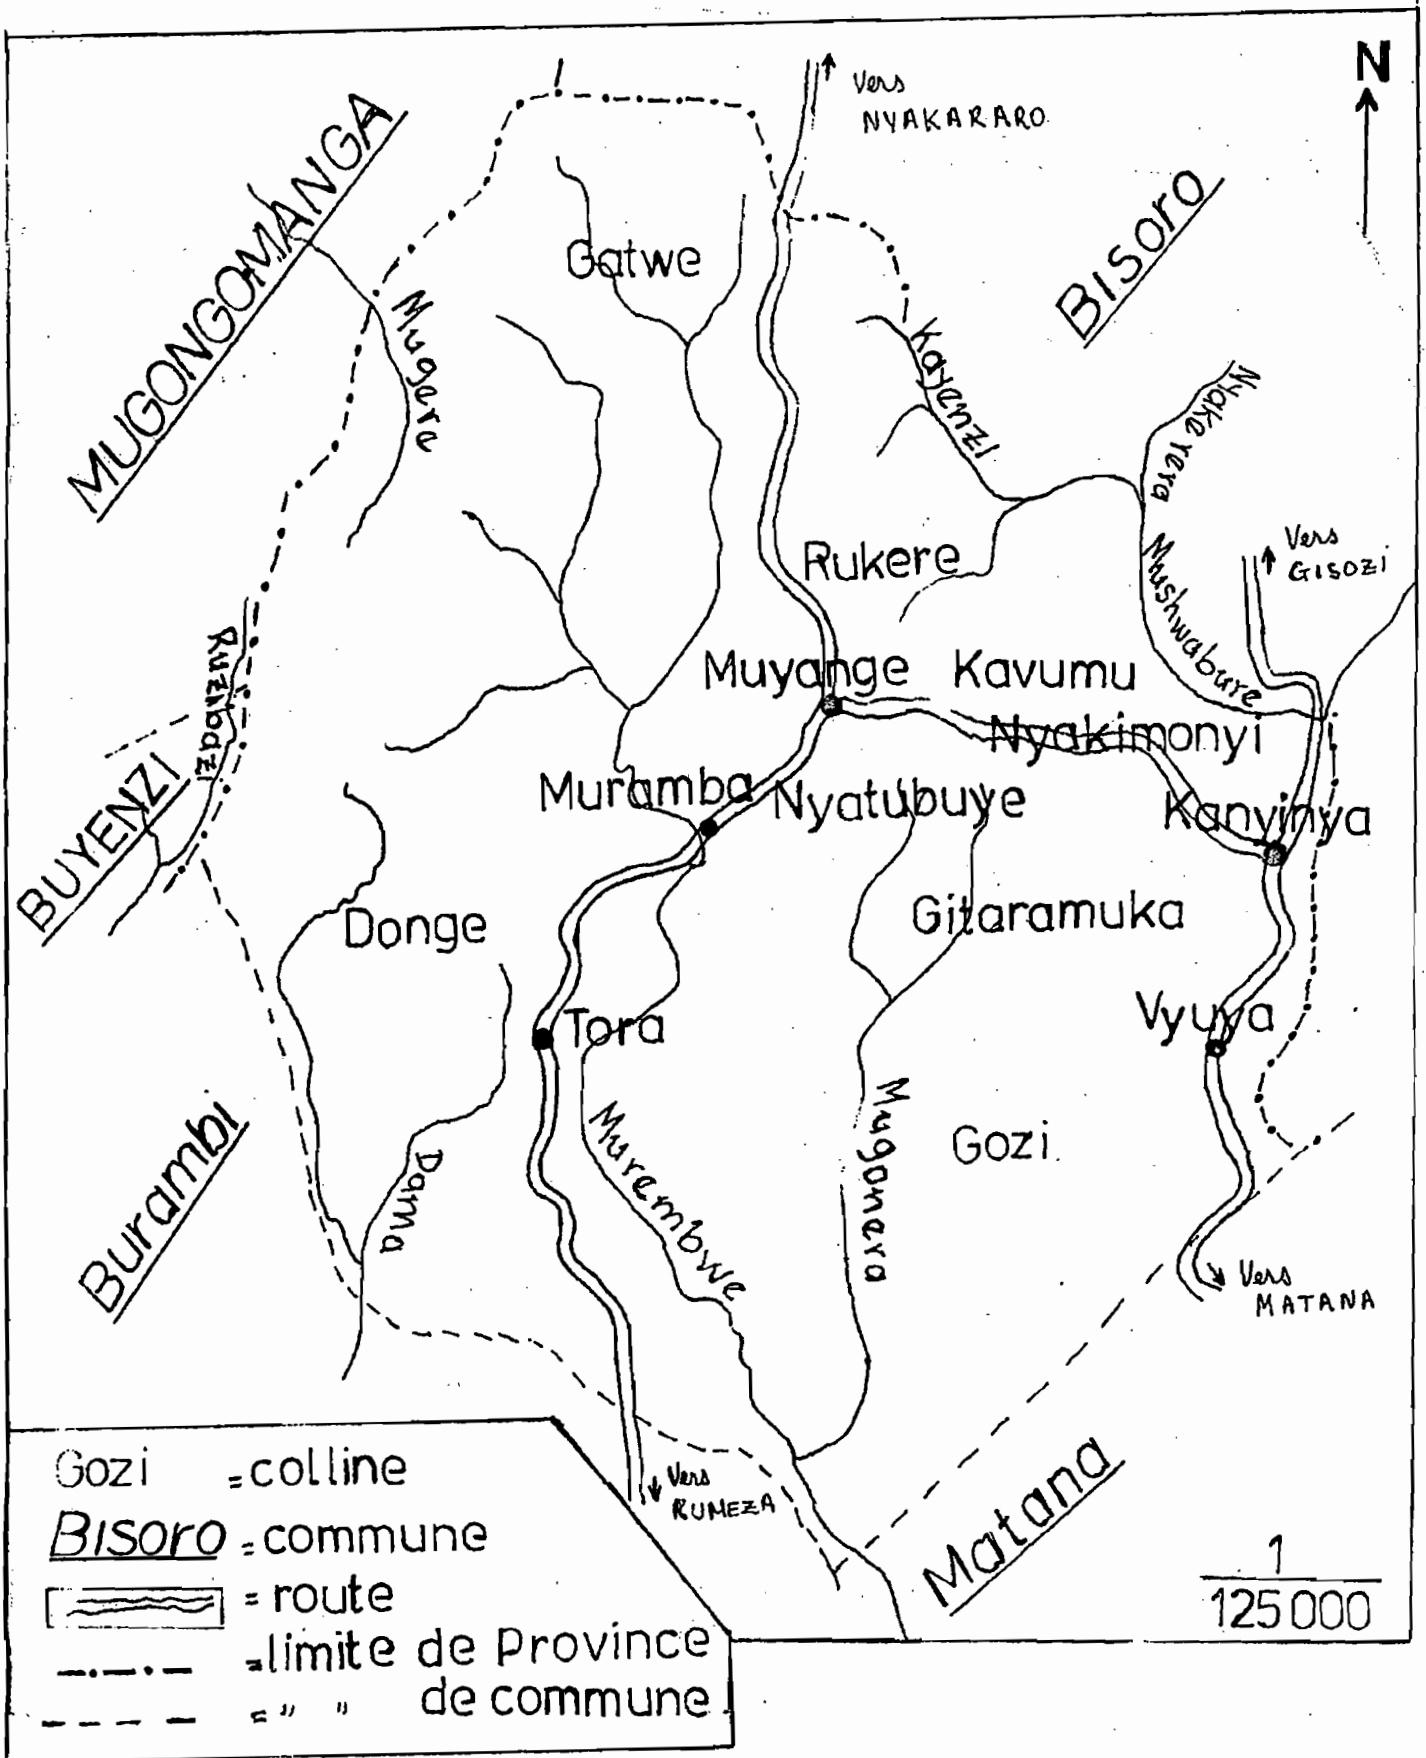 N
Vers
NYAKARARO
MUGONGOMANGA
BISORO
Gatwe
Mugere
Kayenzi
Nyakerera
Rukere
Mushwabure
Vers
GISOZI
Ruzibazi
Muyange
Kavumu
Nyakimonyi
BUYENZI
Muramba
Nyatubuye
Kanyinya
Donge
Gitaramuka
Tora
Vyuya
Burambi
Dama
Murembwe
Mugonera
Gozi
Vers
MATANA
Vers
RUMEZA
Matana
1
125 000
Gozi = colline
BISORO = commune
= route
= limite de Province
= " " de commune